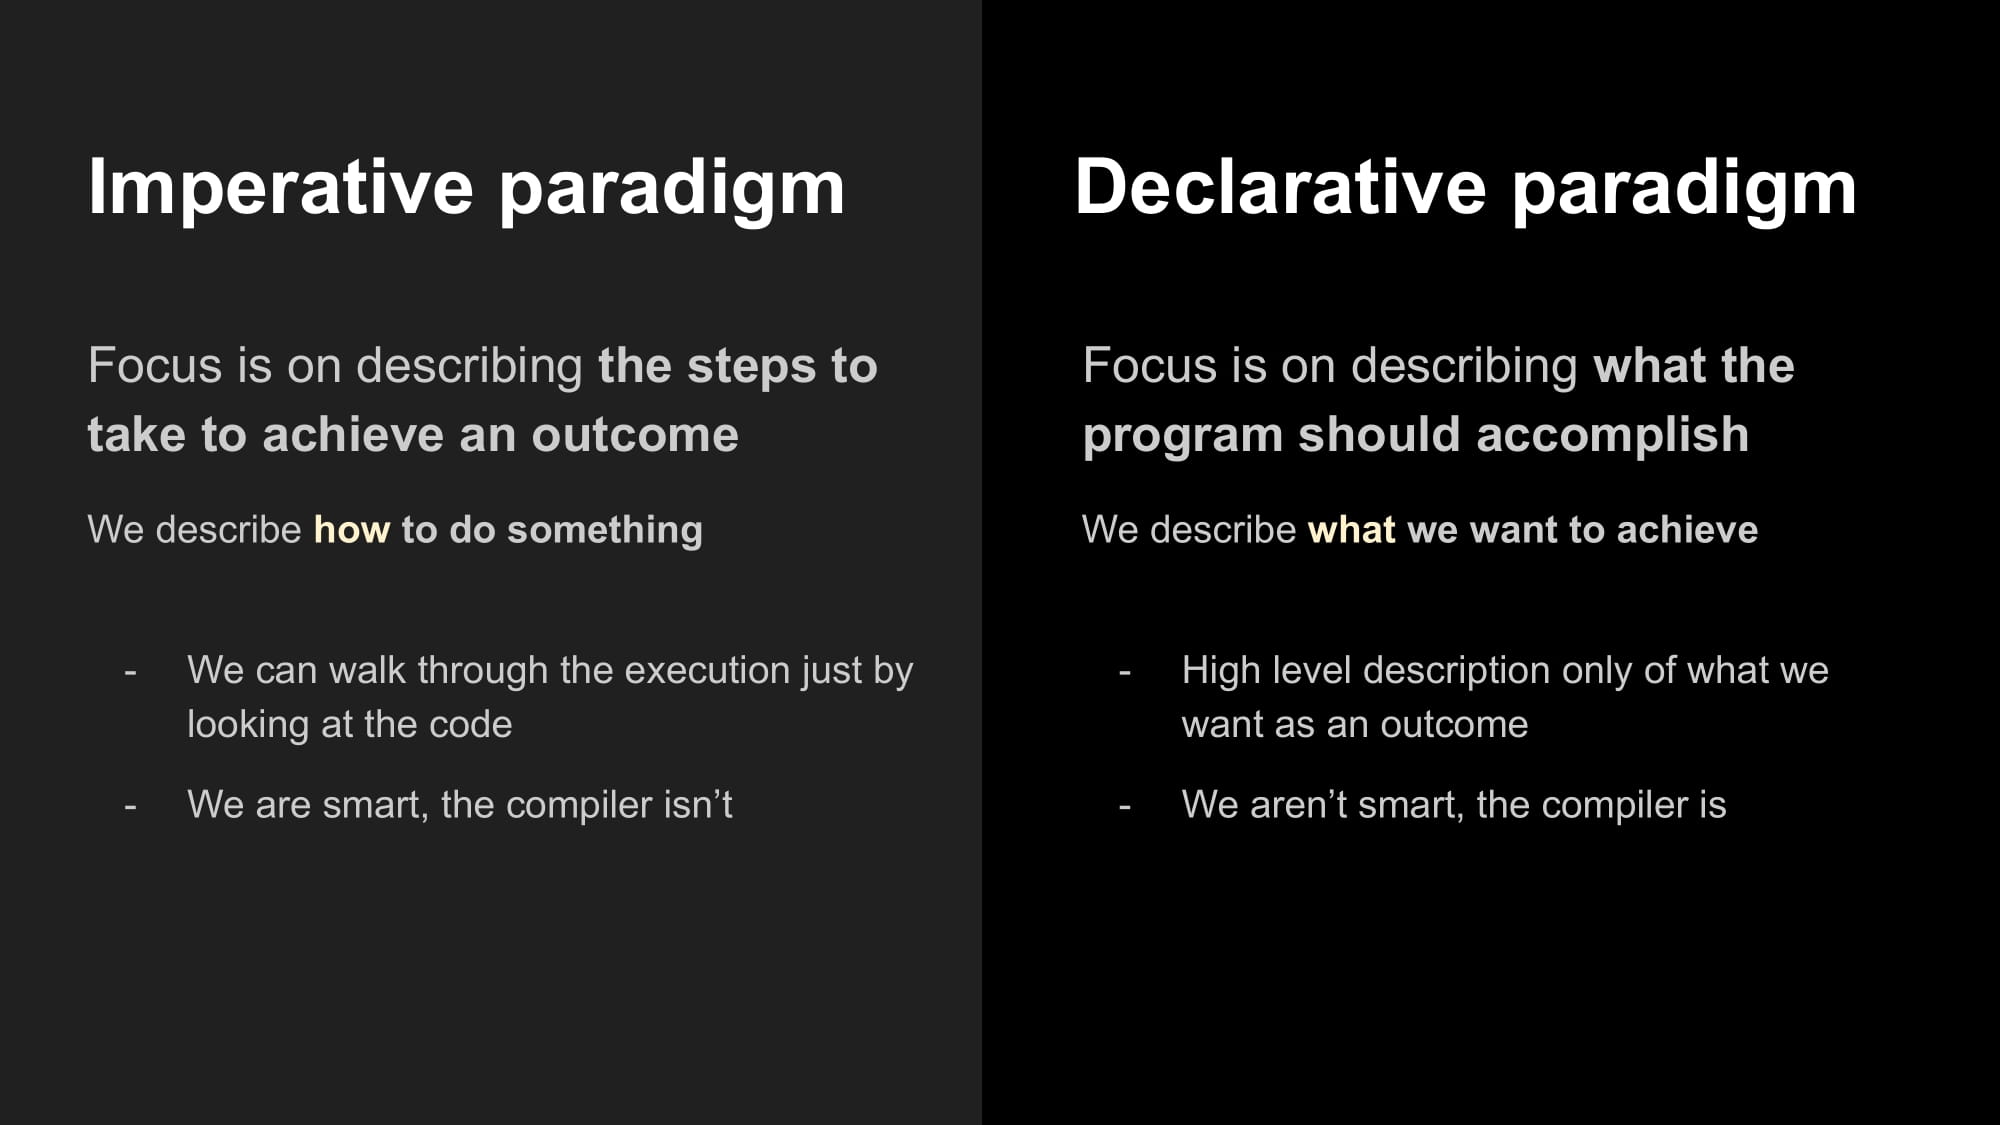 Imperative paradigm
Focus is on describing the steps to
take to achieve an outcome
We describe how to do something
- We can walk through the execution just by
looking at the code
- We are smart, the compiler isn’t
Declarative paradigm
Focus is on describing what the
program should accomplish
We describe what we want to achieve
- High level description only of what we
want as an outcome
- We aren’t smart, the compiler is